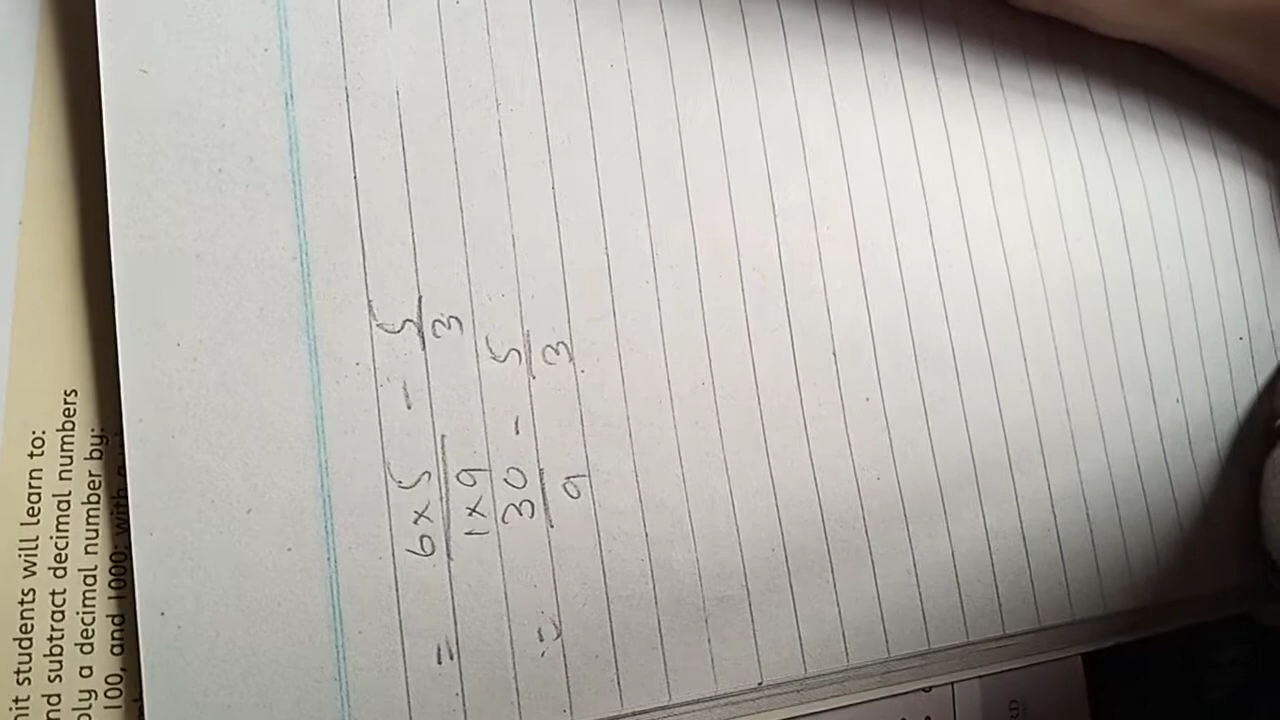 nit students will learn to:
nd subtract decimal numbers
ply a decimal number by:
100, and 1000; with
= 6×5 - 5
1×9 3
= 30 - 5
9 3
RD